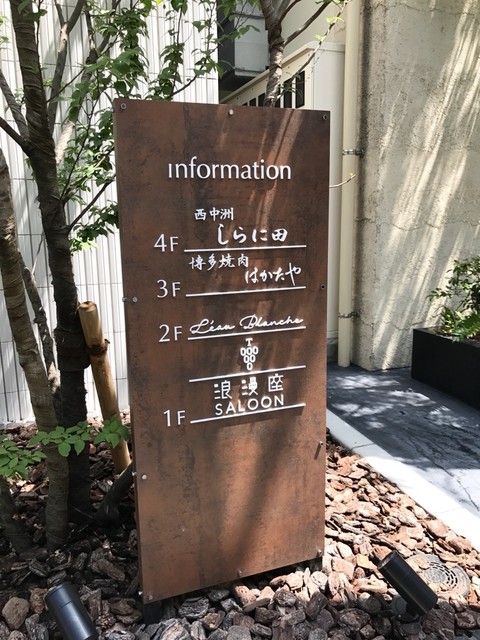 information
西中洲
4F しらに田
博多焼肉
3F はかたや
2F L'eau Blanche
浪漫座
1F SALOON